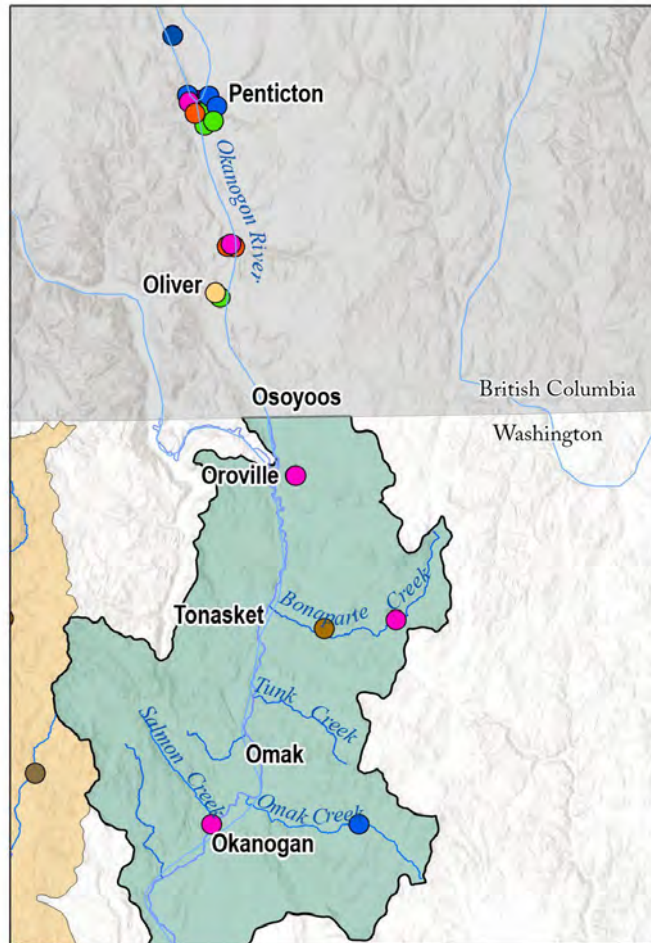 Penticton
Okanogon River
Oliver
Osoyoos
British Columbia
Washington
Oroville
Tonasket
Bonaparte Creek
Tunk Creek
Salmon Creek
Omak
Omak Creek
Okanogan